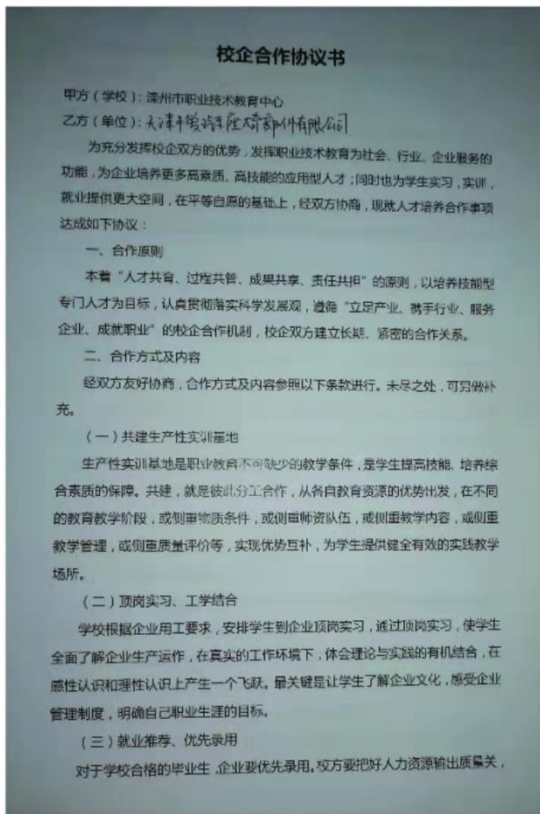 校企合作协议书
甲方（学校）：滦州市职业技术教育中心
乙方（单位）：天津 部件有限公司
为充分发挥校企双方的优势，发挥职业技术教育为社会、行业、企业服务的
功能，为企业培养更多高素质、高技能的应用型人才；同时也为学生实习，实训，
就业提供更大空间，在平等自原的基础上，经双方协商，现就人才培养合作事项
达成如下协议：
一、合作原则
本着“人才共育、过程共管、成果共享、责任共担”的原则，以培养技能型
专门人才为目标，认真贯彻落实科学发展观，遵循“立足产业、携手行业、服务
企业、成就职业”的校企合作机制，校企双方建立长期、紧密的合作关系。
二、合作方式及内容
经双方友好协商，合作方式及内容参照以下条款进行。未尽之处，可另做补
充。
（一）共建生产性实训基地
生产性实训基地是职业教育不可缺少的教学条件，是学生提高技能、培养综
合素质的保障。共建，就是彼此分工合作，从各自教育资源的优势出发，在不同
的教育教学阶段，或侧重物质条件，或侧重师资队伍，或侧重教学内容，或侧重
教学管理，或侧重质量评价等，实现优势互补，为学生提供健全有效的实践教学
场所。
（二）顶岗实习、工学结合
学校根据企业用工要求，安排学生到企业顶岗实习，通过顶岗实习，使学生
全面了解企业生产运作，在真实的工作环境下，体会理论与实践的有机结合，在
感性认识和理性认识上产生一个飞跃。最关键是让学生了解企业文化，感受企业
管理制度，明确自己职业生涯的目标。
（三）就业推荐、优先录用
对于学校合格的毕业生，企业要优先录用。校方要把好人力资源输出质量关，